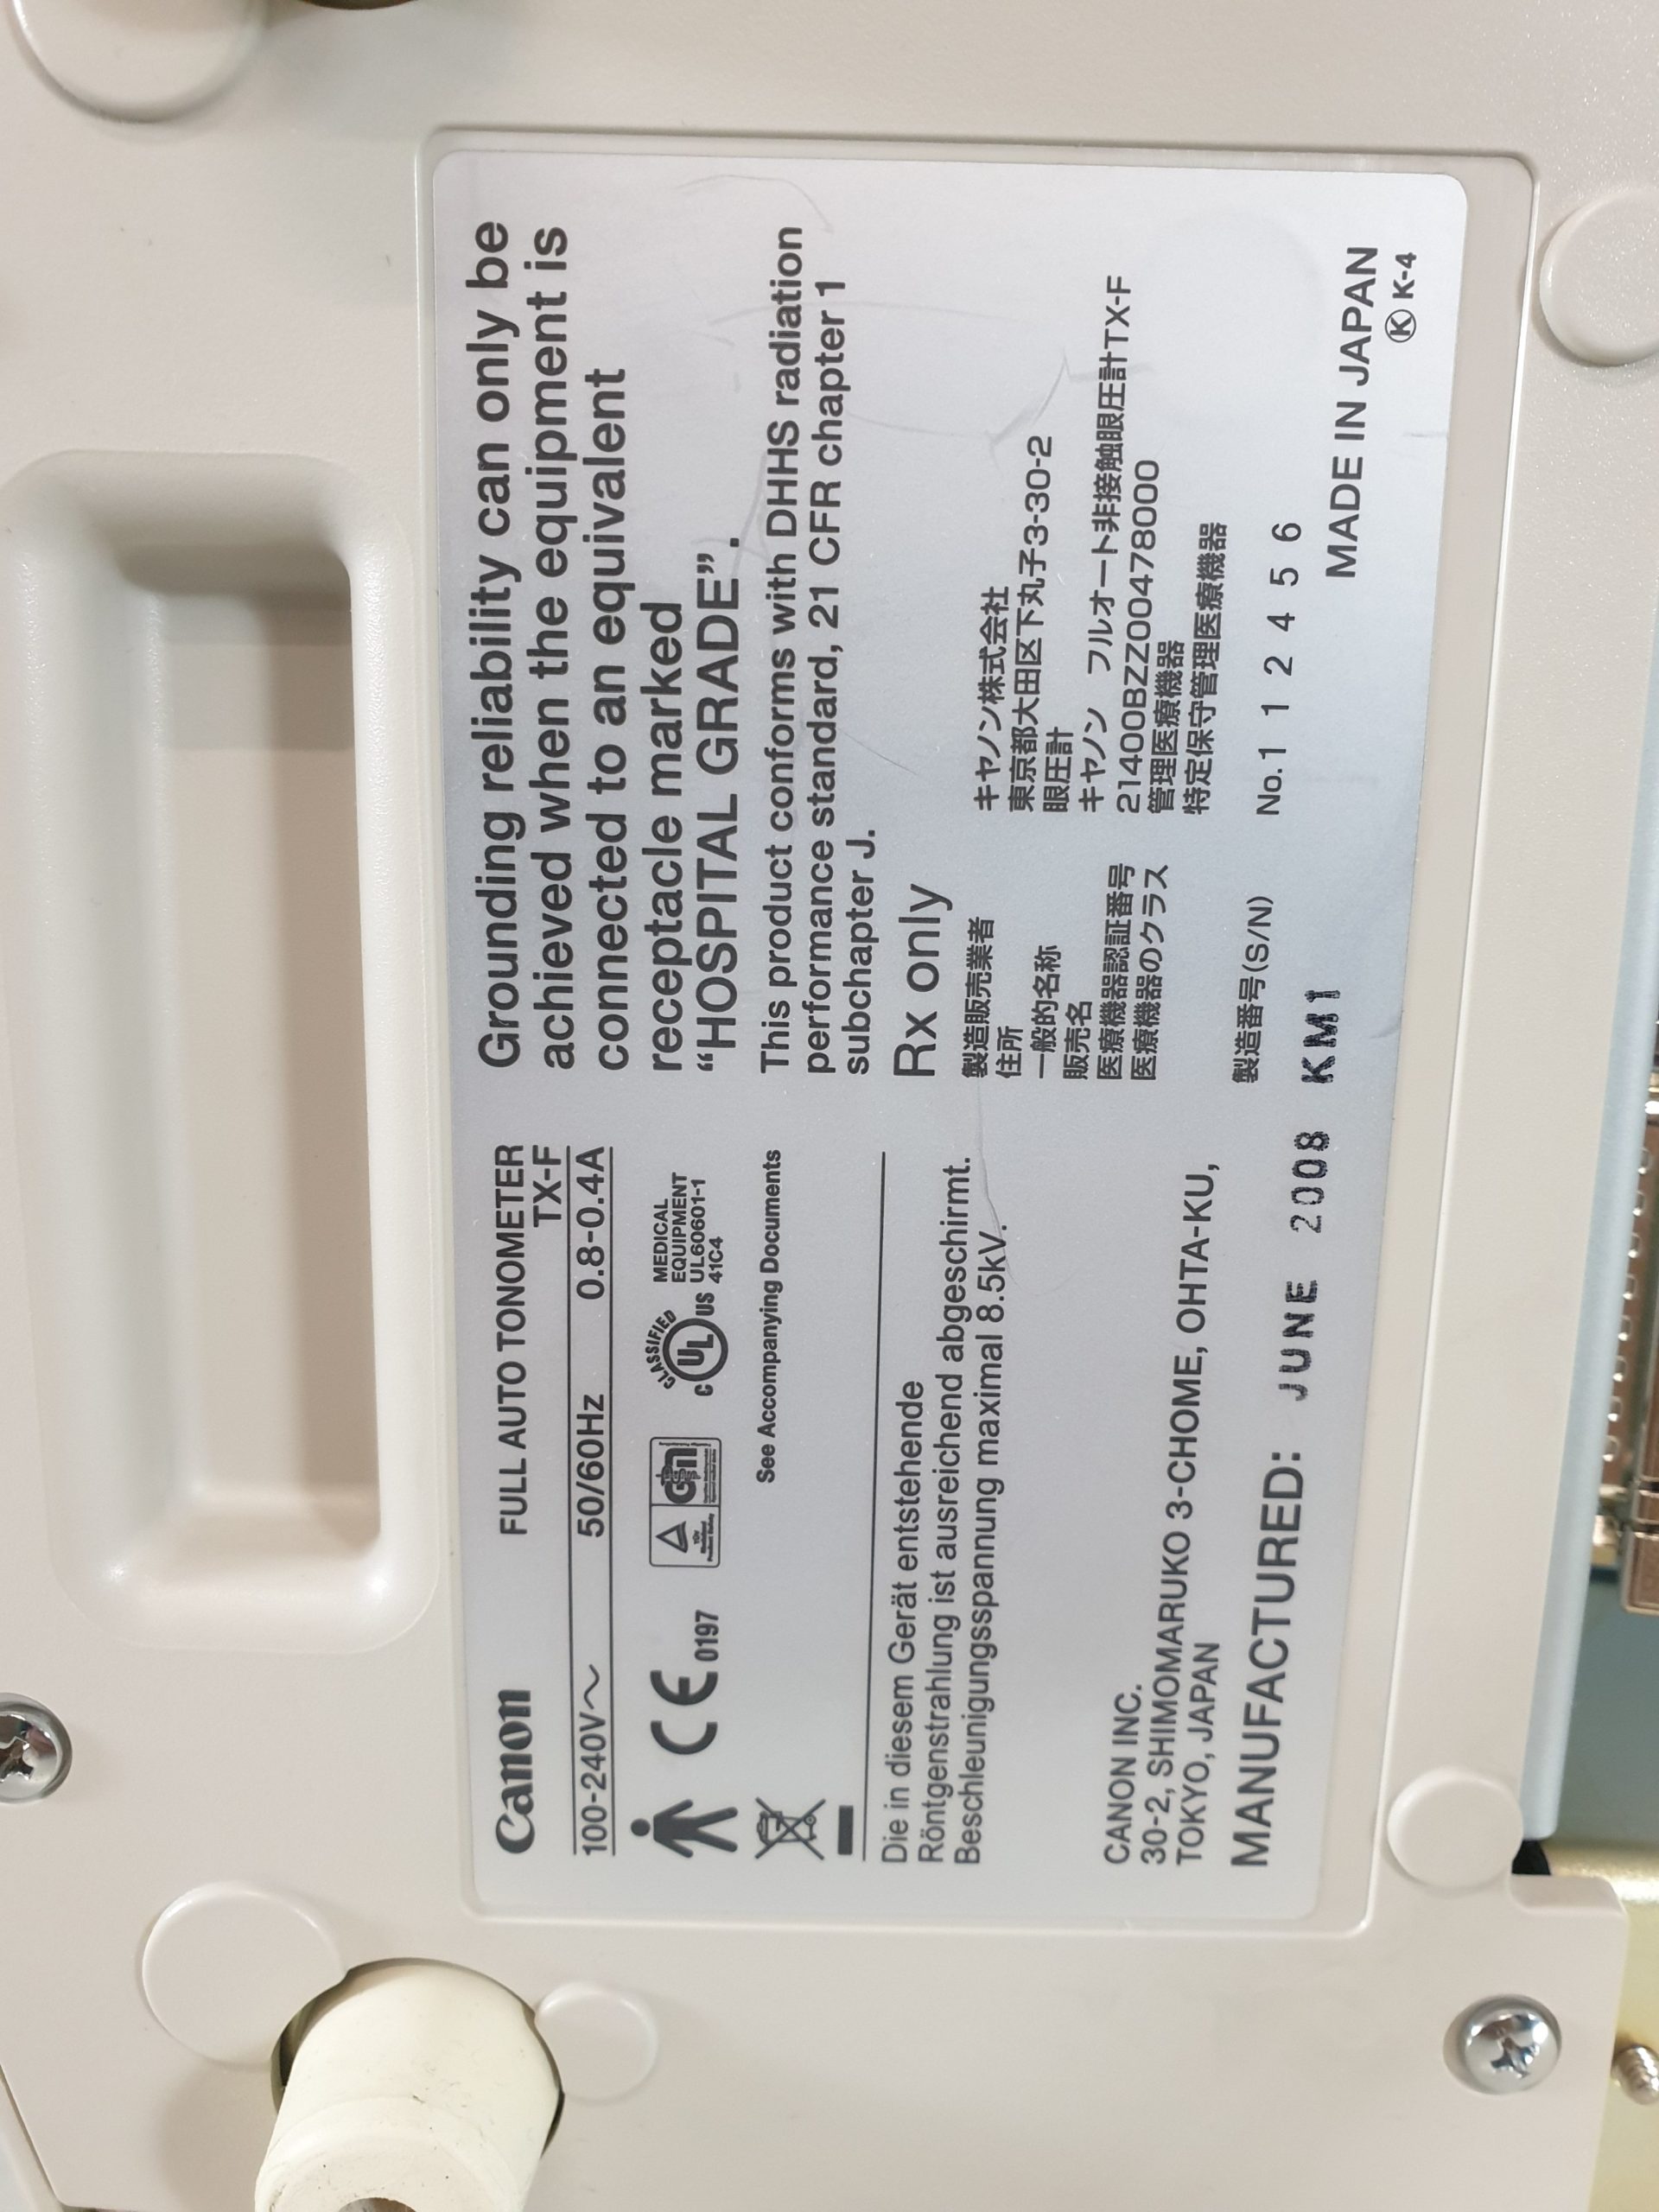 Canon FULL AUTO TONOMETER
TX-F
100-240V～ 50/60Hz 0.8-0.4A
CE 0197
TÜV
Rheinland
Product Safety
CLASSIFIED
C UL US
MEDICAL
EQUIPMENT
UL60601-1
41C4
See Accompanying Documents
Die in diesem Gerät entstehende
Röntgenstrahlung ist ausreichend abgeschirmt.
Beschleunigungsspannung maximal 8.5kV.
CANON INC.
30-2, SHIMOMARUKO 3-CHOME, OHTA-KU,
TOKYO, JAPAN
MANUFACTURED: JUNE 2008 KM1
Grounding reliability can only be
achieved when the equipment is
connected to an equivalent
receptacle marked
“HOSPITAL GRADE”.
This product conforms with DHHS radiation
performance standard, 21 CFR chapter 1
subchapter J.
Rx only
製造販売業者 キヤノン株式会社
住所 東京都大田区下丸子3-30-2
一般的名称 眼圧計
販売名 キヤノン フルオート非接触眼圧計TX-F
医療機器認証番号 21400BZZ00478000
医療機器のクラス 管理医療機器
特定保守管理医療機器
製造番号(S/N) No.112456
MADE IN JAPAN
Ⓚ K-4